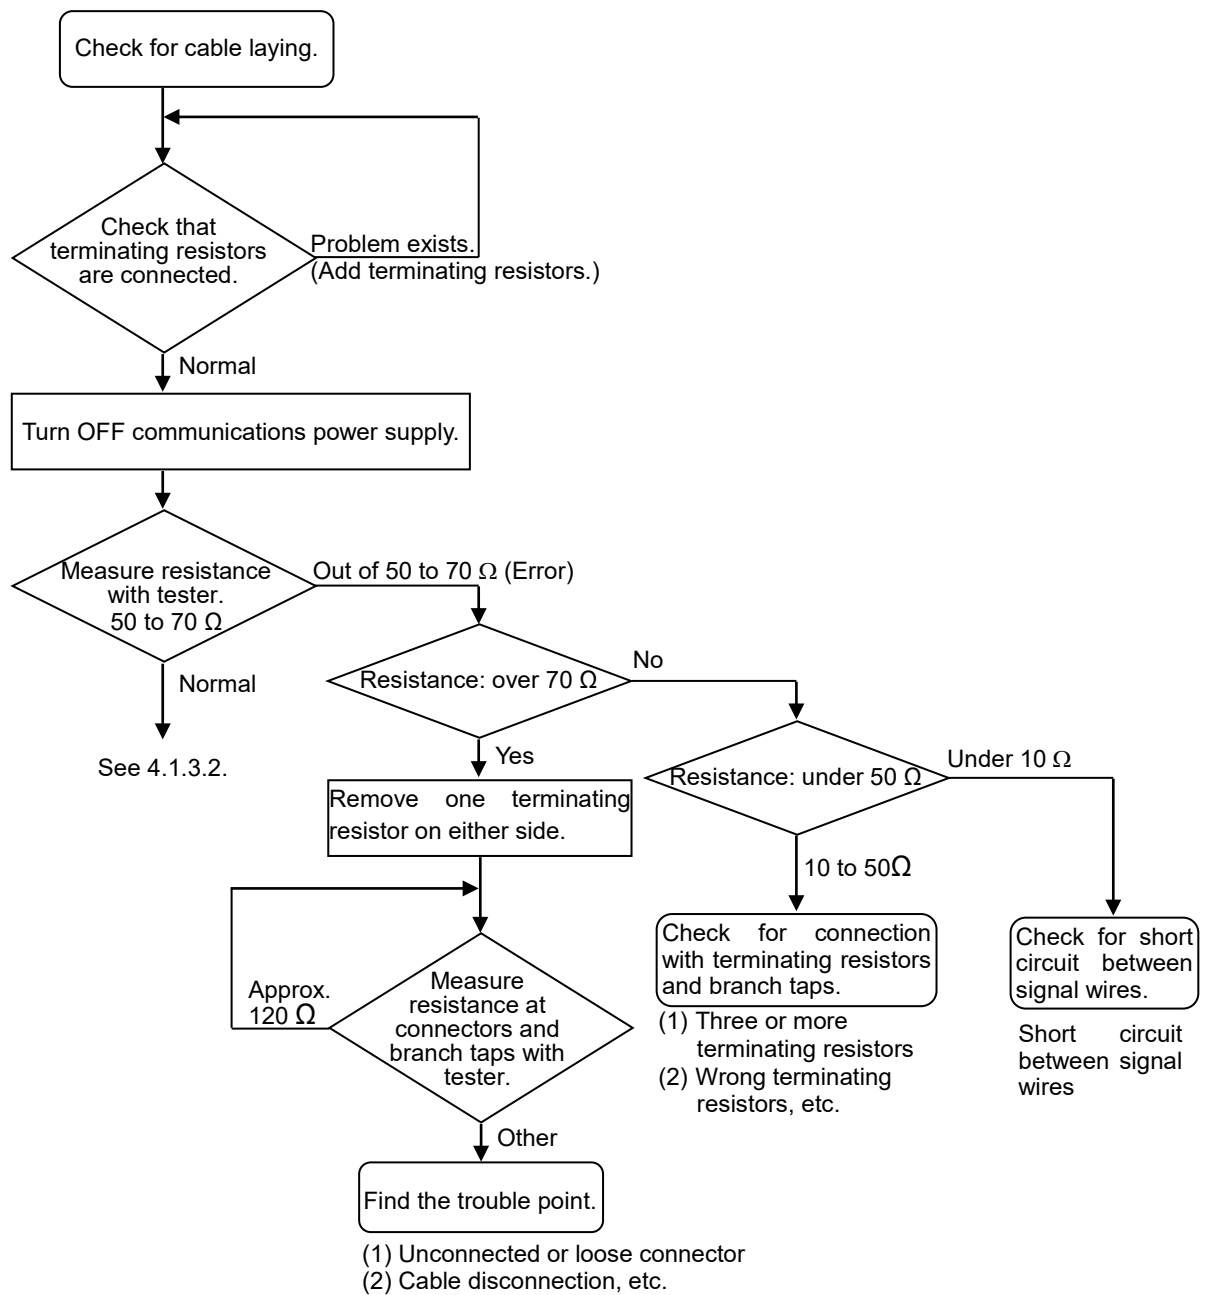 Check for cable laying.
Check that
terminating resistors
are connected.
Problem exists.
(Add terminating resistors.)
Normal
Turn OFF communications power supply.
Measure resistance
with tester.
50 to 70 Ω
Out of 50 to 70 Ω (Error)
Normal
See 4.1.3.2.
Resistance: over 70 Ω
No
Yes
Remove one terminating
resistor on either side.
Resistance: under 50 Ω
Under 10 Ω
10 to 50Ω
Approx.
120 Ω
Measure
resistance at
connectors and
branch taps with
tester.
Other
Find the trouble point.
(1) Unconnected or loose connector
(2) Cable disconnection, etc.
Check for connection
with terminating resistors
and branch taps.
(1) Three or more
terminating resistors
(2) Wrong terminating
resistors, etc.
Check for short
circuit between
signal wires.
Short circuit
between signal
wires